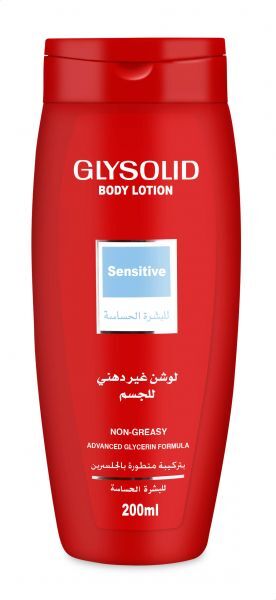 GLYSOLID
BODY LOTION
Sensitive
للبشرة الحساسة
لوشن غير دهني
للجسم
NON-GREASY
ADVANCED GLYCERIN FORMULA
بتركيبة متطورة بالجلسرين
للبشرة الحساسة
200ml